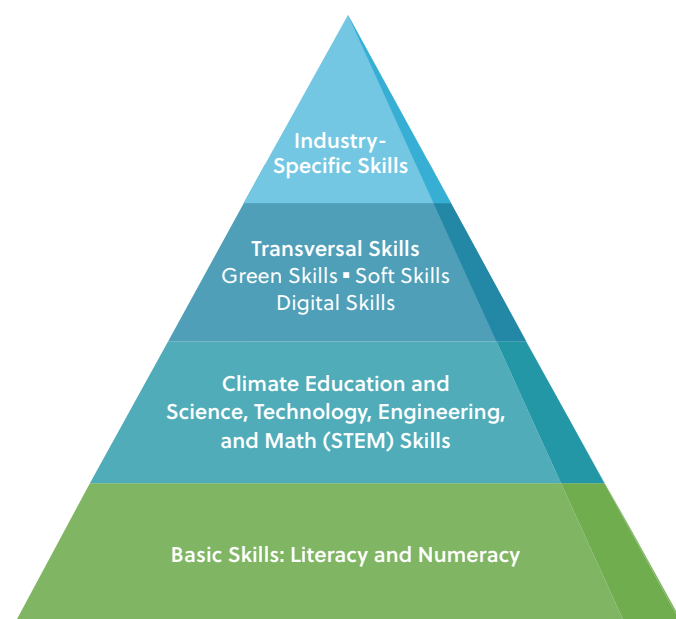 Industry-
Specific Skills
Transversal Skills
Green Skills ▪ Soft Skills
Digital Skills
Climate Education and
Science, Technology, Engineering,
and Math (STEM) Skills
Basic Skills: Literacy and Numeracy